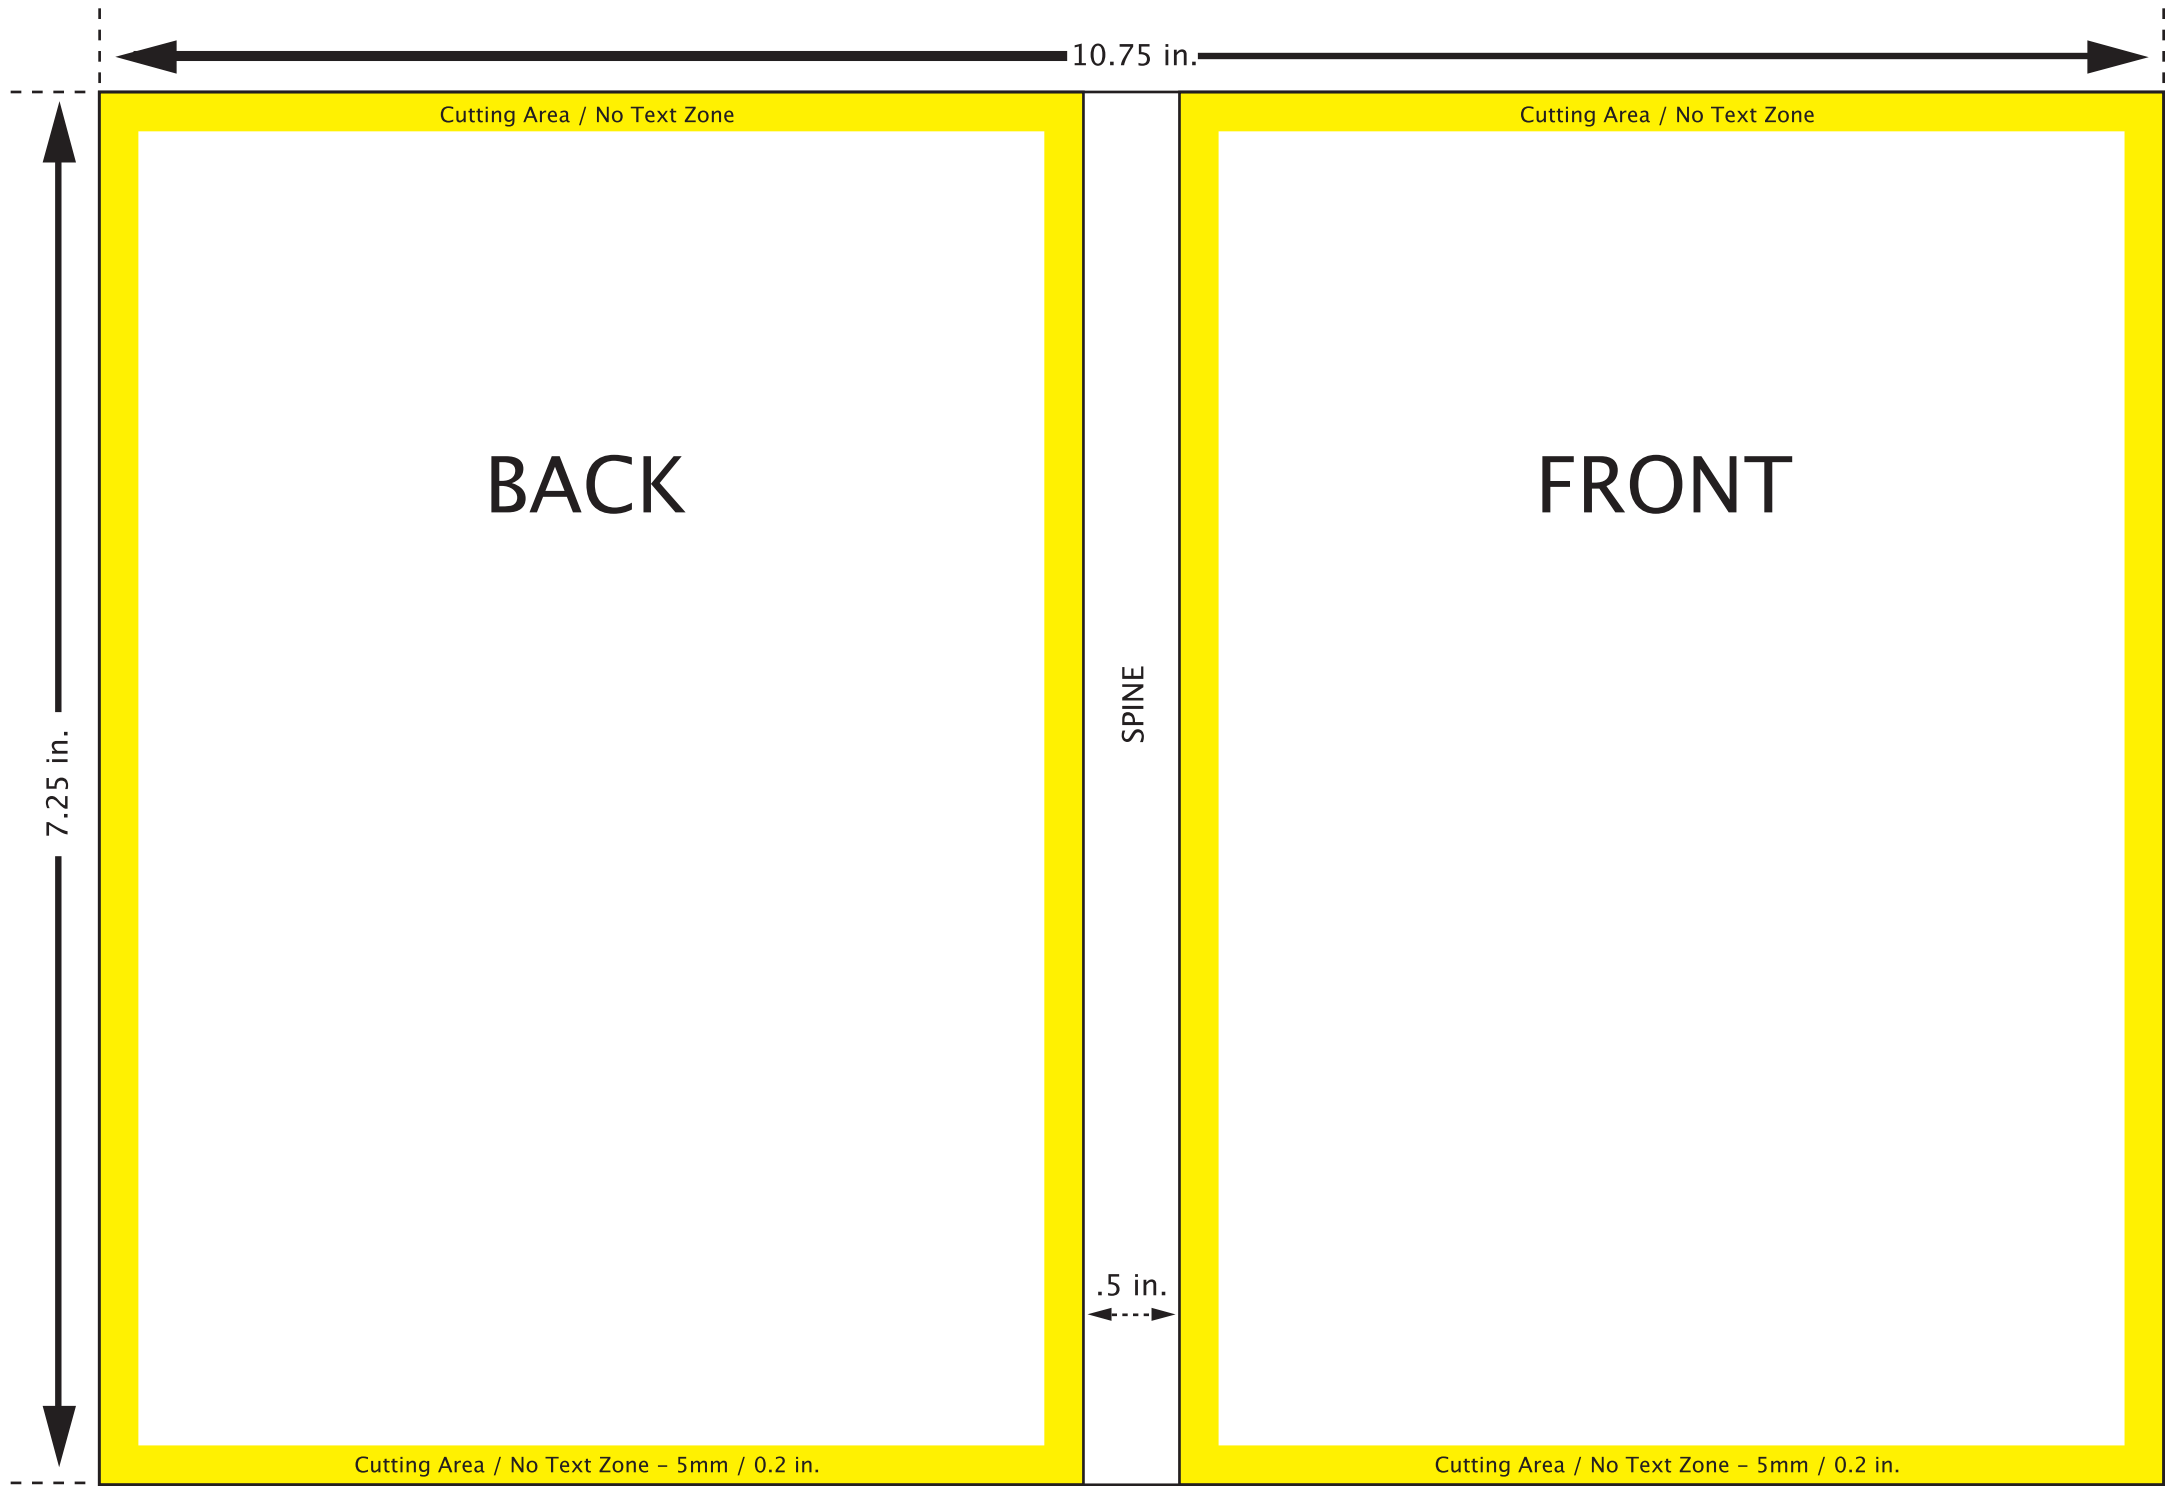 10.75 in.
Cutting Area / No Text Zone
Cutting Area / No Text Zone
BACK
FRONT
SPINE
7.25 in.
.5 in.
Cutting Area / No Text Zone – 5mm / 0.2 in.
Cutting Area / No Text Zone – 5mm / 0.2 in.